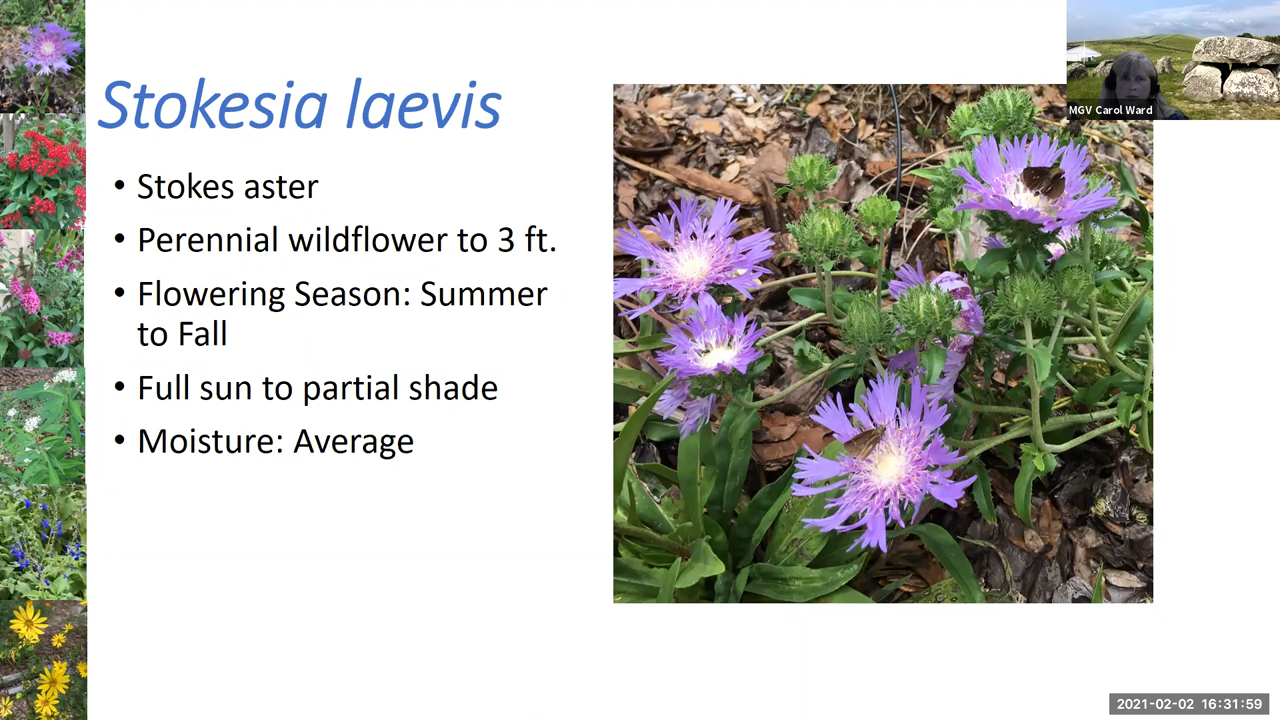 Stokesia laevis
• Stokes aster
• Perennial wildflower to 3 ft.
• Flowering Season: Summer
to Fall
• Full sun to partial shade
• Moisture: Average
MGV Carol Ward
2021-02-02 16:31:59